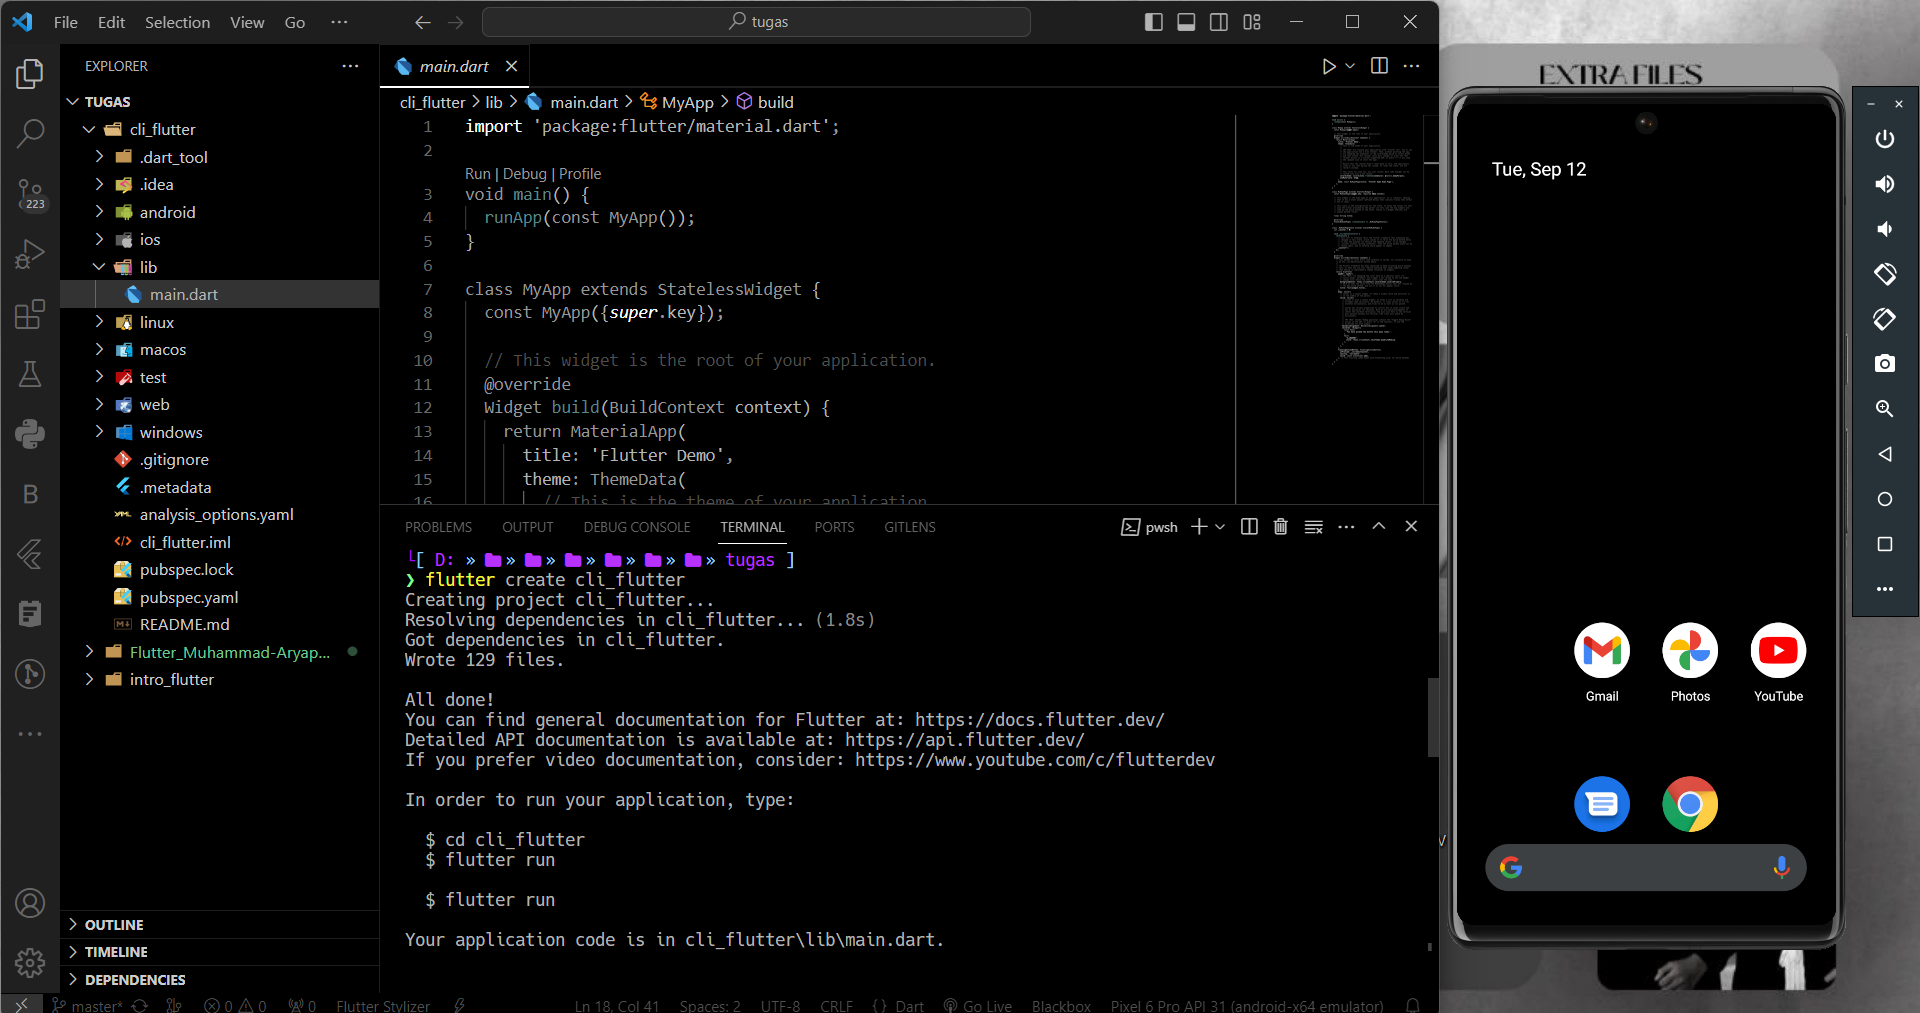 File Edit Selection View Go ···
tugas
EXPLORER
TUGAS
cli_flutter
.dart_tool
.idea
android
ios
lib
main.dart
linux
macos
test
web
windows
.gitignore
.metadata
analysis_options.yaml
cli_flutter.iml
pubspec.lock
pubspec.yaml
README.md
Flutter_Muhammad-Aryap...
intro_flutter
OUTLINE
TIMELINE
DEPENDENCIES
223
main.dart
cli_flutter > lib > main.dart > MyApp > build
1 import 'package:flutter/material.dart';
2
Run | Debug | Profile
3 void main() {
4 runApp(const MyApp());
5 }
6
7 class MyApp extends StatelessWidget {
8 const MyApp({super.key});
9
10 // This widget is the root of your application.
11 @override
12 Widget build(BuildContext context) {
13 return MaterialApp(
14 title: 'Flutter Demo',
15 theme: ThemeData(
16 // This is the theme of your application
PROBLEMS OUTPUT DEBUG CONSOLE TERMINAL PORTS GITLENS
pwsh
[ D: » » » » » » » tugas ]
❯ flutter create cli_flutter
Creating project cli_flutter...
Resolving dependencies in cli_flutter... (1.8s)
Got dependencies in cli_flutter.
Wrote 129 files.
All done!
You can find general documentation for Flutter at: https://docs.flutter.dev/
Detailed API documentation is available at: https://api.flutter.dev/
If you prefer video documentation, consider: https://www.youtube.com/c/flutterdev
In order to run your application, type:
$ cd cli_flutter
$ flutter run
$ flutter run
Your application code is in cli_flutter\lib\main.dart.
master* 0 0 0 Flutter Stylizer Ln 18, Col 41 Spaces: 2 UTF-8 CRLF {} Dart Go Live Blackbox Pixel 6 Pro API 31 (android-x64 emulator)
EXTRA FILES
Tue, Sep 12
Gmail Photos YouTube